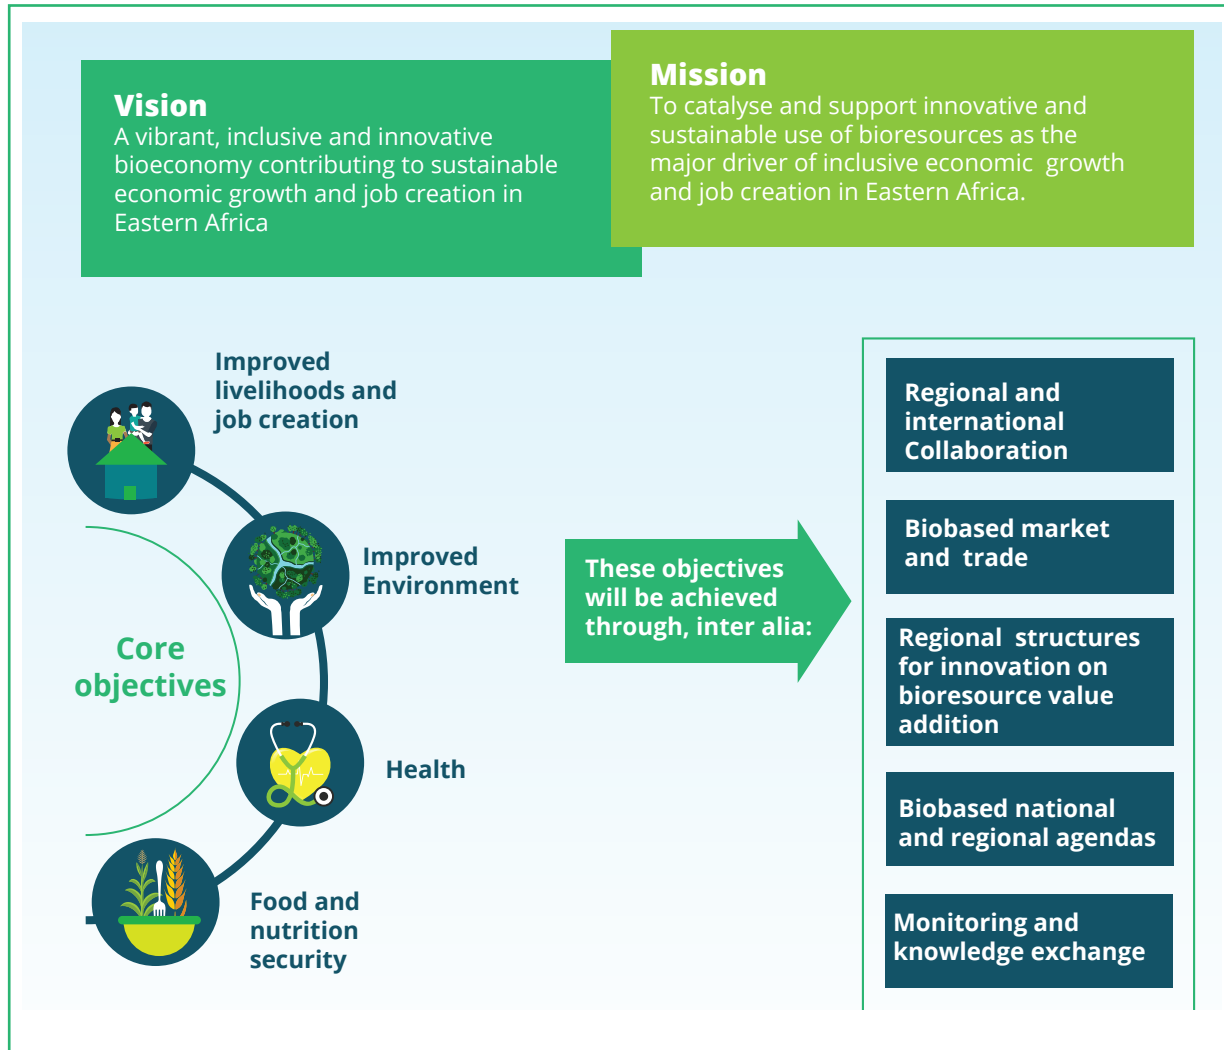 Vision
A vibrant, inclusive and innovative
bioeconomy contributing to sustainable
economic growth and job creation in
Eastern Africa
Mission
To catalyse and support innovative and
sustainable use of bioresources as the
major driver of inclusive economic growth
and job creation in Eastern Africa.
Core
objectives
Improved
livelihoods and
job creation
Improved
Environment
Health
Food and
nutrition
security
These objectives
will be achieved
through, inter alia:
Regional and
international
Collaboration
Biobased market
and trade
Regional structures
for innovation on
bioresource value
addition
Biobased national
and regional agendas
Monitoring and
knowledge exchange